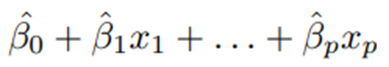 β̂₀ + β̂₁x₁ + … + β̂ₚxₚ